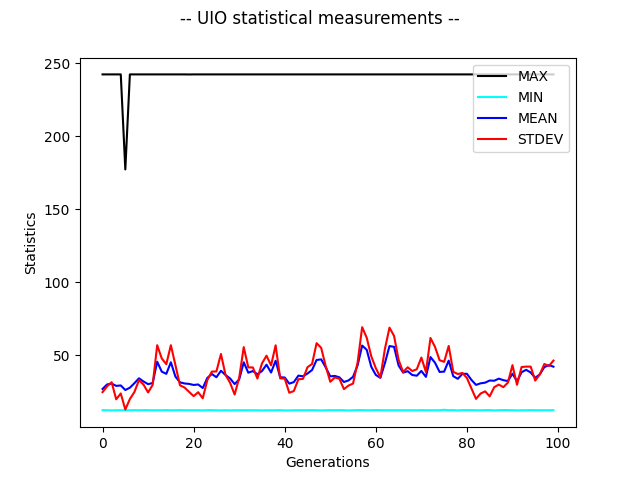 -- UIO statistical measurements --
250
200
150
100
50
Statistics
MAX
MIN
MEAN
STDEV
0 20 40 60 80 100
Generations